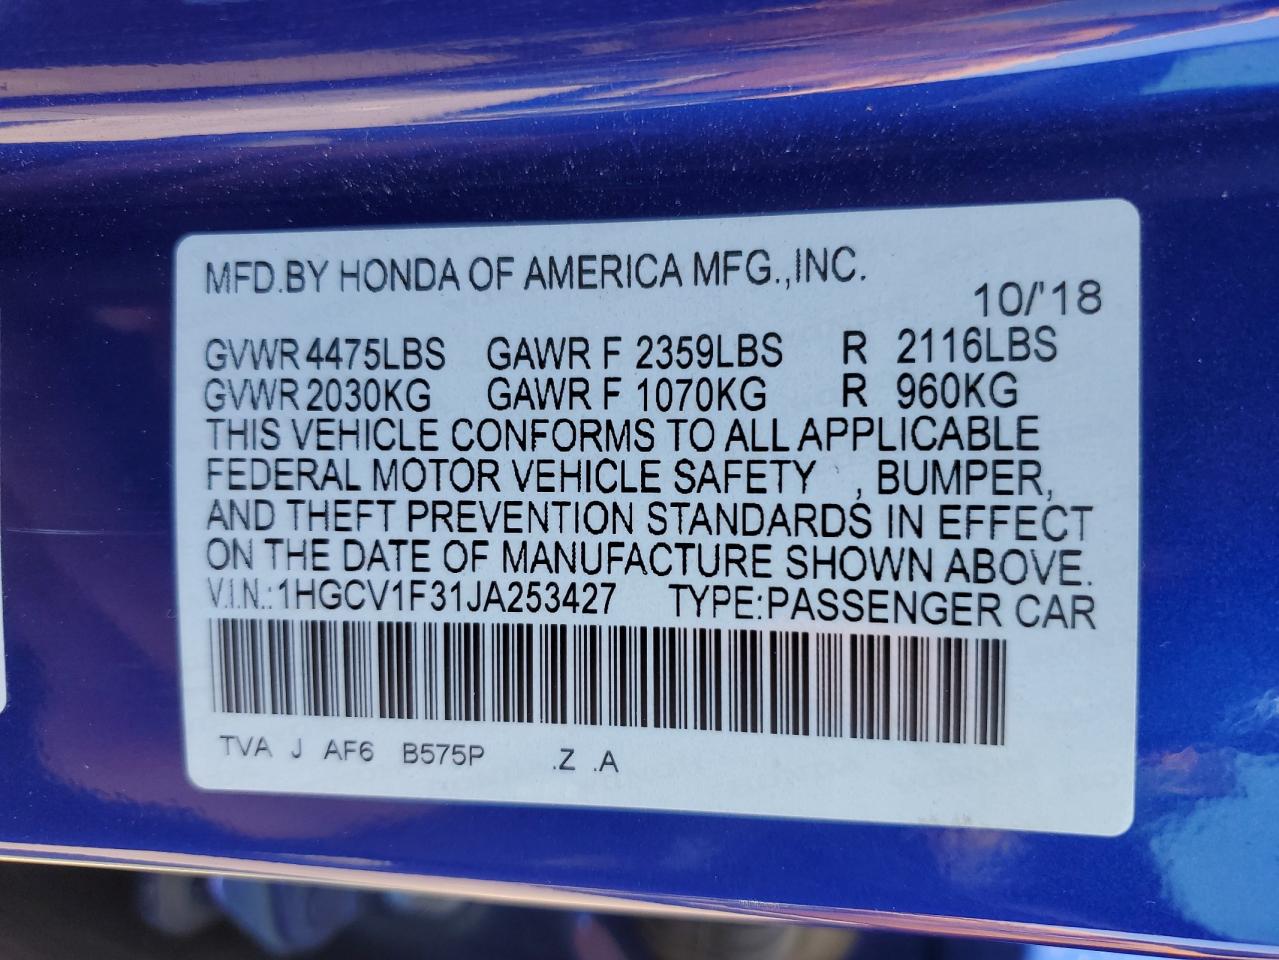 MFD.BY HONDA OF AMERICA MFG.,INC.
10/'18
GVWR 4475LBS GAWR F 2359LBS R 2116LBS
GVWR 2030KG GAWR F 1070KG R 960KG
THIS VEHICLE CONFORMS TO ALL APPLICABLE
FEDERAL MOTOR VEHICLE SAFETY , BUMPER,
AND THEFT PREVENTION STANDARDS IN EFFECT
ON THE DATE OF MANUFACTURE SHOWN ABOVE.
V.I.N.:1HGCV1F31JA253427 TYPE:PASSENGER CAR
TVA J AF6 B575P .Z .A